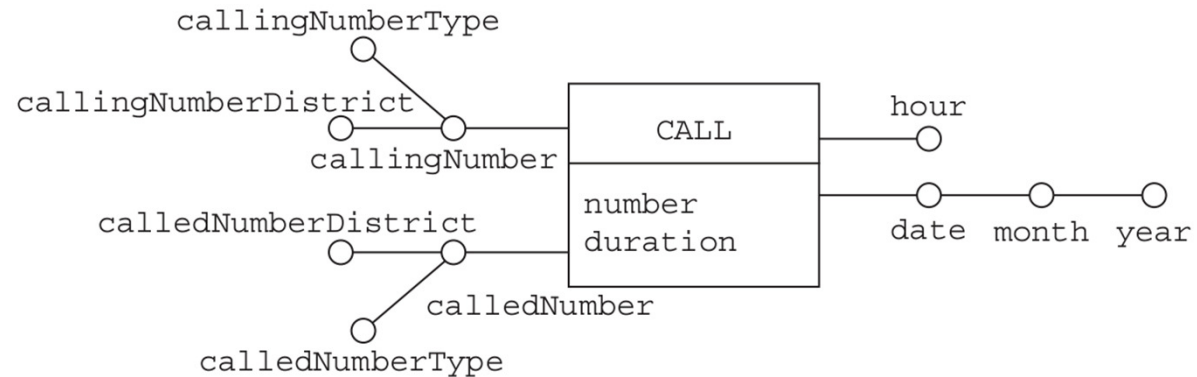 callingNumberType
callingNumberDistrict
callingNumber
CALL
hour
number
duration
calledNumberDistrict
calledNumber
calledNumberType
date
month
year